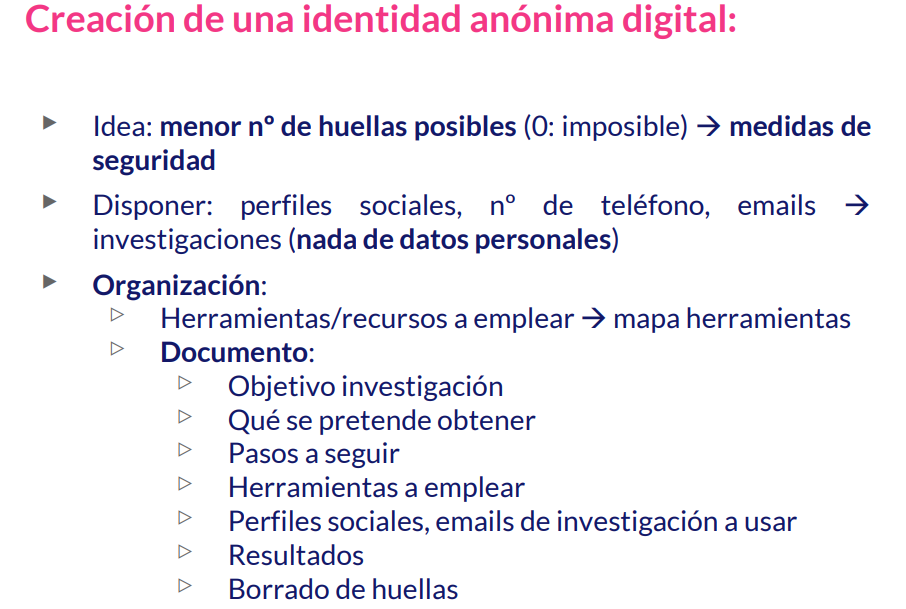 Creación de una identidad anónima digital:
Idea: menor nº de huellas posibles (0: imposible) → medidas de
seguridad
Disponer: perfiles sociales, nº de teléfono, emails →
investigaciones (nada de datos personales)
Organización:
Herramientas/recursos a emplear → mapa herramientas
Documento:
Objetivo investigación
Qué se pretende obtener
Pasos a seguir
Herramientas a emplear
Perfiles sociales, emails de investigación a usar
Resultados
Borrado de huellas